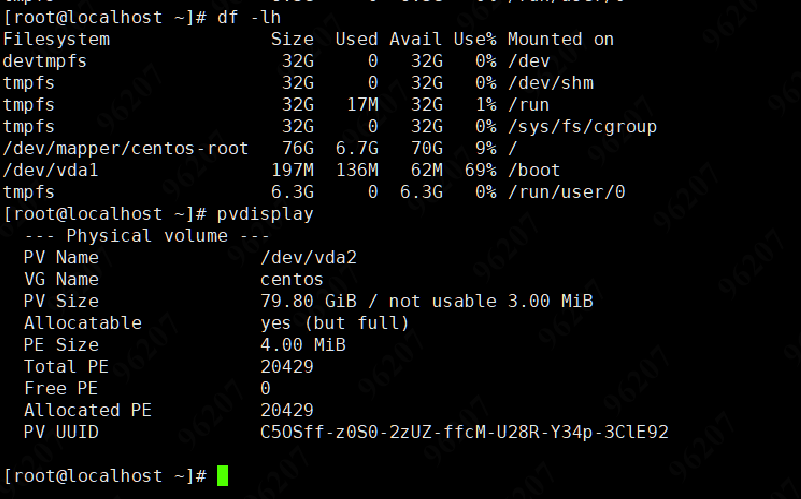 [root@localhost ~]# df -lh
Filesystem Size Used Avail Use% Mounted on
devtmpfs 32G 0 32G 0% /dev
tmpfs 32G 0 32G 0% /dev/shm
tmpfs 32G 17M 32G 1% /run
tmpfs 32G 0 32G 0% /sys/fs/cgroup
/dev/mapper/centos-root 76G 6.7G 70G 9% /
/dev/vda1 197M 136M 62M 69% /boot
tmpfs 6.3G 0 6.3G 0% /run/user/0
[root@localhost ~]# pvdisplay
--- Physical volume ---
PV Name /dev/vda2
VG Name centos
PV Size 79.80 GiB / not usable 3.00 MiB
Allocatable yes (but full)
PE Size 4.00 MiB
Total PE 20429
Free PE 0
Allocated PE 20429
PV UUID C5OSff-z0S0-2zUZ-ffcM-U28R-Y34p-3ClE92
[root@localhost ~]#